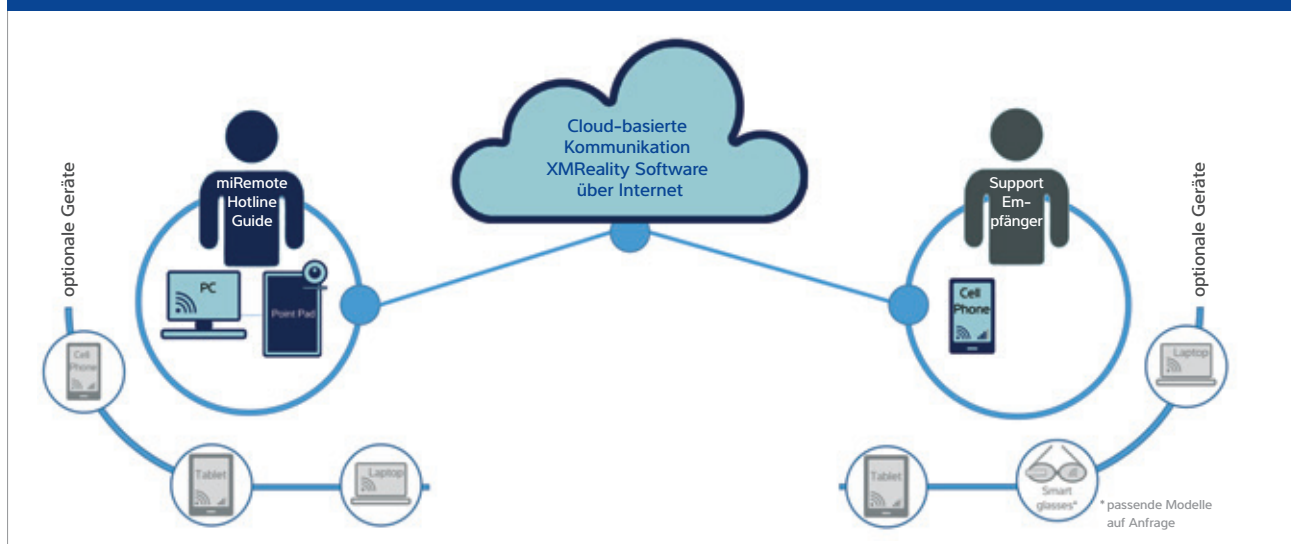 Cloud-basierte
Kommunikation
XMReality Software
über Internet
optionale Geräte
miRemote
Hotline
Guide
PC
Point Pad
Cell
Phone
Tablet
Laptop
Support
Em-
pfänger
Cell
Phone
optionale Geräte
Laptop
Tablet
Smart
glasses*
* passende Modelle
auf Anfrage